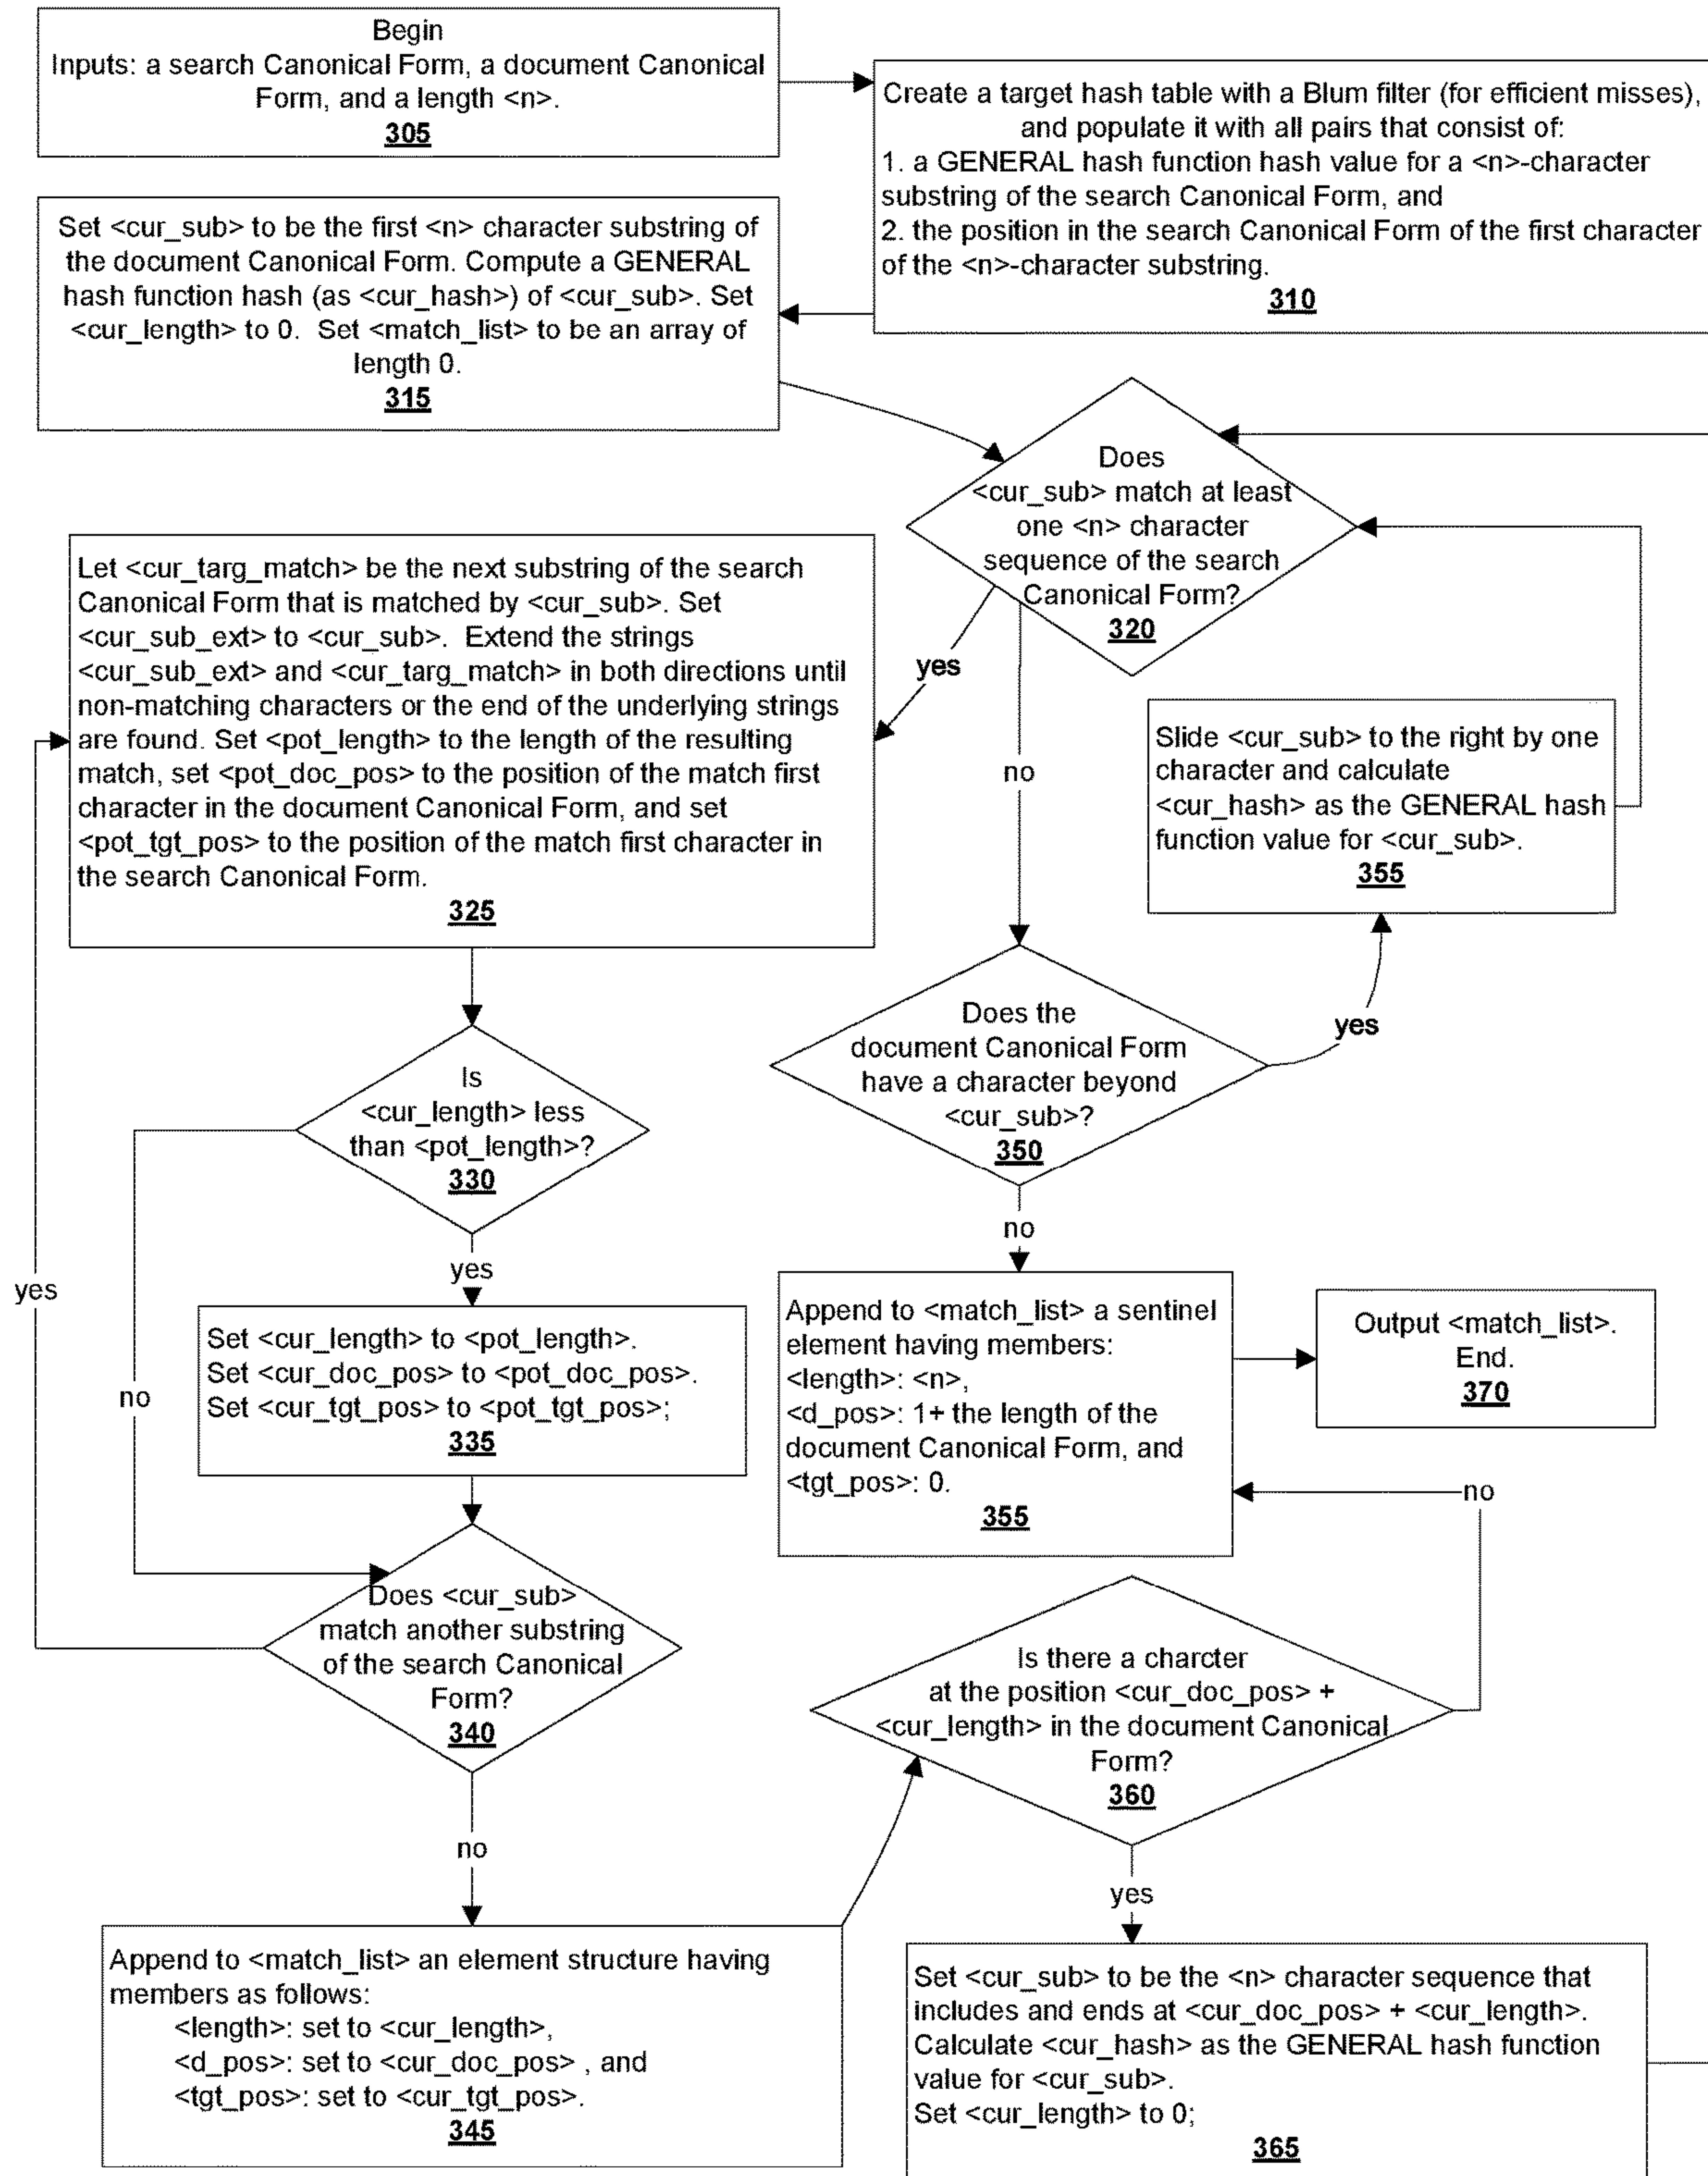 Begin
Inputs: a search Canonical Form, a document Canonical
Form, and a length <n>.
305
Create a target hash table with a Blum filter (for efficient misses),
and populate it with all pairs that consist of:
1. a GENERAL hash function hash value for a <n>-character
substring of the search Canonical Form, and
2. the position in the search Canonical Form of the first character
of the <n>-character substring.
310
Set <cur_sub> to be the first <n> character substring of
the document Canonical Form. Compute a GENERAL
hash function hash (as <cur_hash>) of <cur_sub>. Set
<cur_length> to 0. Set <match_list> to be an array of
length 0.
315
Does
<cur_sub> match at least
one <n> character
sequence of the search
Canonical Form?
320
yes
no
Let <cur_targ_match> be the next substring of the search
Canonical Form that is matched by <cur_sub>. Set
<cur_sub_ext> to <cur_sub>. Extend the strings
<cur_sub_ext> and <cur_targ_match> in both directions until
non-matching characters or the end of the underlying strings
are found. Set <pot_length> to the length of the resulting
match, set <pot_doc_pos> to the position of the match first
character in the document Canonical Form, and set
<pot_tgt_pos> to the position of the match first character in
the search Canonical Form.
325
Slide <cur_sub> to the right by one
character and calculate
<cur_hash> as the GENERAL hash
function value for <cur_sub>.
355
Is
<cur_length> less
than <pot_length>?
330
yes
no
Does the
document Canonical Form
have a character beyond
<cur_sub>?
350
yes
no
Set <cur_length> to <pot_length>.
Set <cur_doc_pos> to <pot_doc_pos>.
Set <cur_tgt_pos> to <pot_tgt_pos>;
335
Append to <match_list> a sentinel
element having members:
<length>: <n>,
<d_pos>: 1+ the length of the
document Canonical Form, and
<tgt_pos>: 0.
355
Output <match_list>.
End.
370
Does <cur_sub>
match another substring
of the search Canonical
Form?
340
yes
no
Is there a charcter
at the position <cur_doc_pos> +
<cur_length> in the document Canonical
Form?
360
no
yes
Append to <match_list> an element structure having
members as follows:
<length>: set to <cur_length>,
<d_pos>: set to <cur_doc_pos> , and
<tgt_pos>: set to <cur_tgt_pos>.
345
Set <cur_sub> to be the <n> character sequence that
includes and ends at <cur_doc_pos> + <cur_length>.
Calculate <cur_hash> as the GENERAL hash function
value for <cur_sub>.
Set <cur_length> to 0;
365